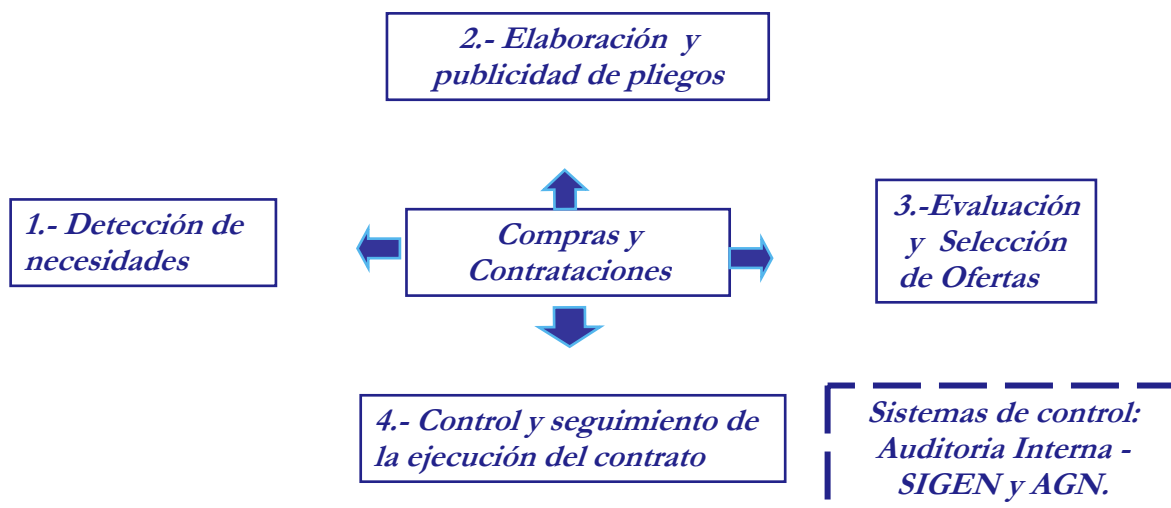 2.- Elaboración y
publicidad de pliegos
1.- Detección de
necesidades
Compras y
Contrataciones
3.-Evaluación
y Selección
de Ofertas
4.- Control y seguimiento de
la ejecución del contrato
Sistemas de control:
Auditoria Interna -
SIGEN y AGN.